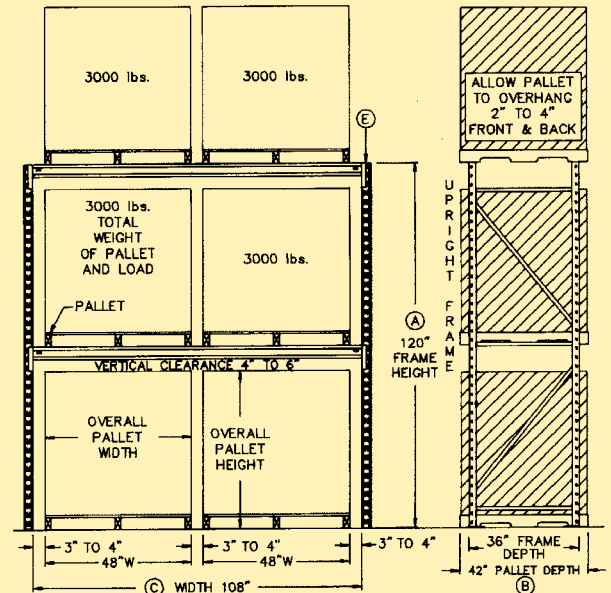 3000 lbs.
3000 lbs.
ALLOW PALLET
TO OVERHANG
2" TO 4"
FRONT & BACK
E
3000 lbs.
TOTAL
WEIGHT
OF PALLET
AND LOAD
3000 lbs.
PALLET
UPRIGHT FRAME
A
120"
FRAME
HEIGHT
VERTICAL CLEARANCE 4" TO 6"
OVERALL
PALLET
WIDTH
OVERALL
PALLET
HEIGHT
3" TO 4"
3" TO 4"
3" TO 4"
48"W
48"W
C WIDTH 108"
36" FRAME
DEPTH
42" PALLET DEPTH
B